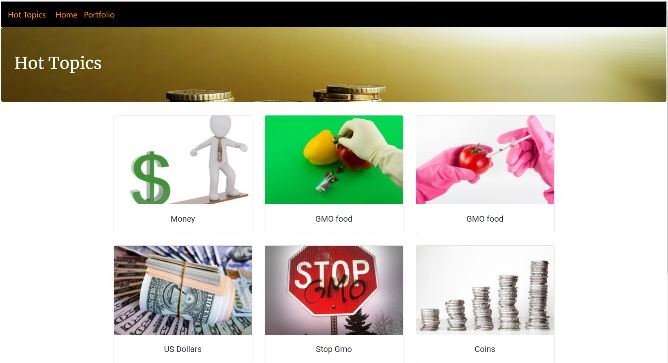 Hot Topics Home Portfolio
Hot Topics
$
Money
GMO food
GMO food
STOP
GMO
US Dollars
Stop Gmo
Coins